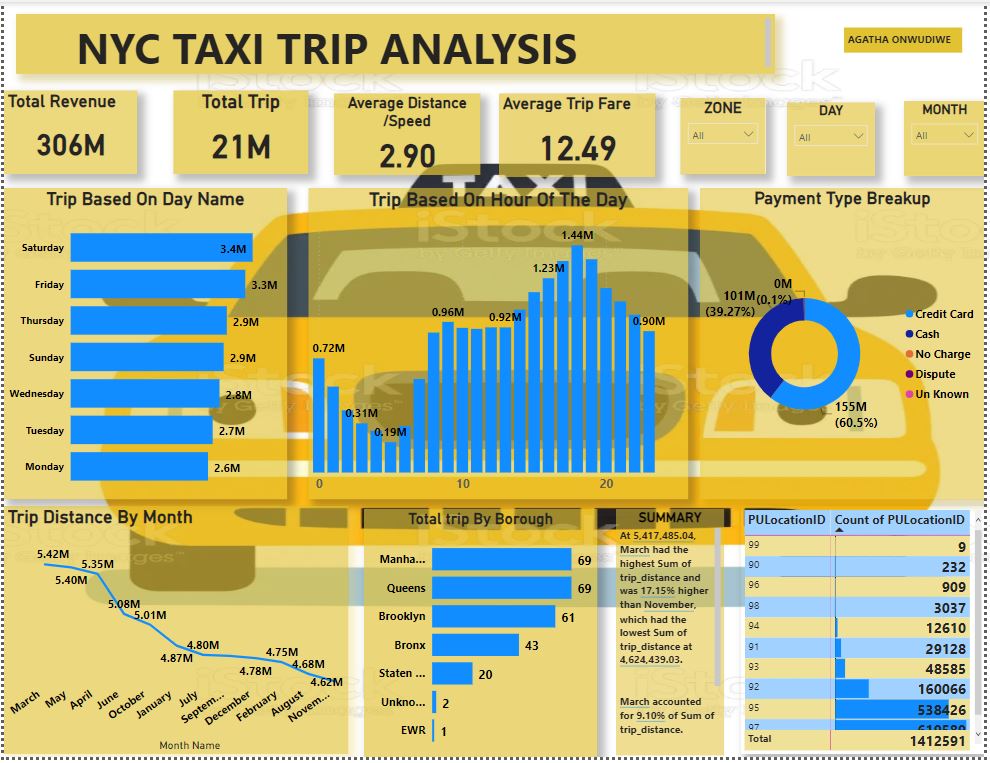 NYC TAXI TRIP ANALYSIS
AGATHA ONWUDIWE
Total Revenue
306M
Total Trip
21M
Average Distance
/Speed
2.90
Average Trip Fare
12.49
ZONE
All
DAY
All
MONTH
All
TAXI
Trip Based On Day Name
Saturday 3.4M
Friday 3.3M
Thursday 2.9M
Sunday 2.9M
Wednesday 2.8M
Tuesday 2.7M
Monday 2.6M
Trip Based On Hour Of The Day
0.72M
0.31M
0.19M
0.96M
0.92M
1.23M
1.44M
0.90M
0 10 20
Payment Type Breakup
0M
(0.1%)
101M
(39.27%)
155M
(60.5%)
Credit Card
Cash
No Charge
Dispute
Un Known
Trip Distance By Month
5.42M
5.40M
5.35M
5.08M
5.01M
4.87M
4.80M
4.78M
4.75M
4.68M
4.62M
March
May
April
June
October
January
July
Septem...
December
February
August
Novem...
Month Name
Total trip By Borough
Manha... 69
Queens 69
Brooklyn 61
Bronx 43
Staten ... 20
Unkno... 2
EWR 1
SUMMARY
At 5,417,485.04,
March had the
highest Sum of
trip_distance and
was 17.15% higher
than November,
which had the
lowest Sum of
trip_distance at
4,624,439.03.
March accounted
for 9.10% of Sum of
trip_distance.
PULocationID Count of PULocationID
99 9
90 232
96 909
98 3037
94 12610
91 29128
93 48585
92 160066
95 538426
97
Total 1412591
iStock
by Getty Images™